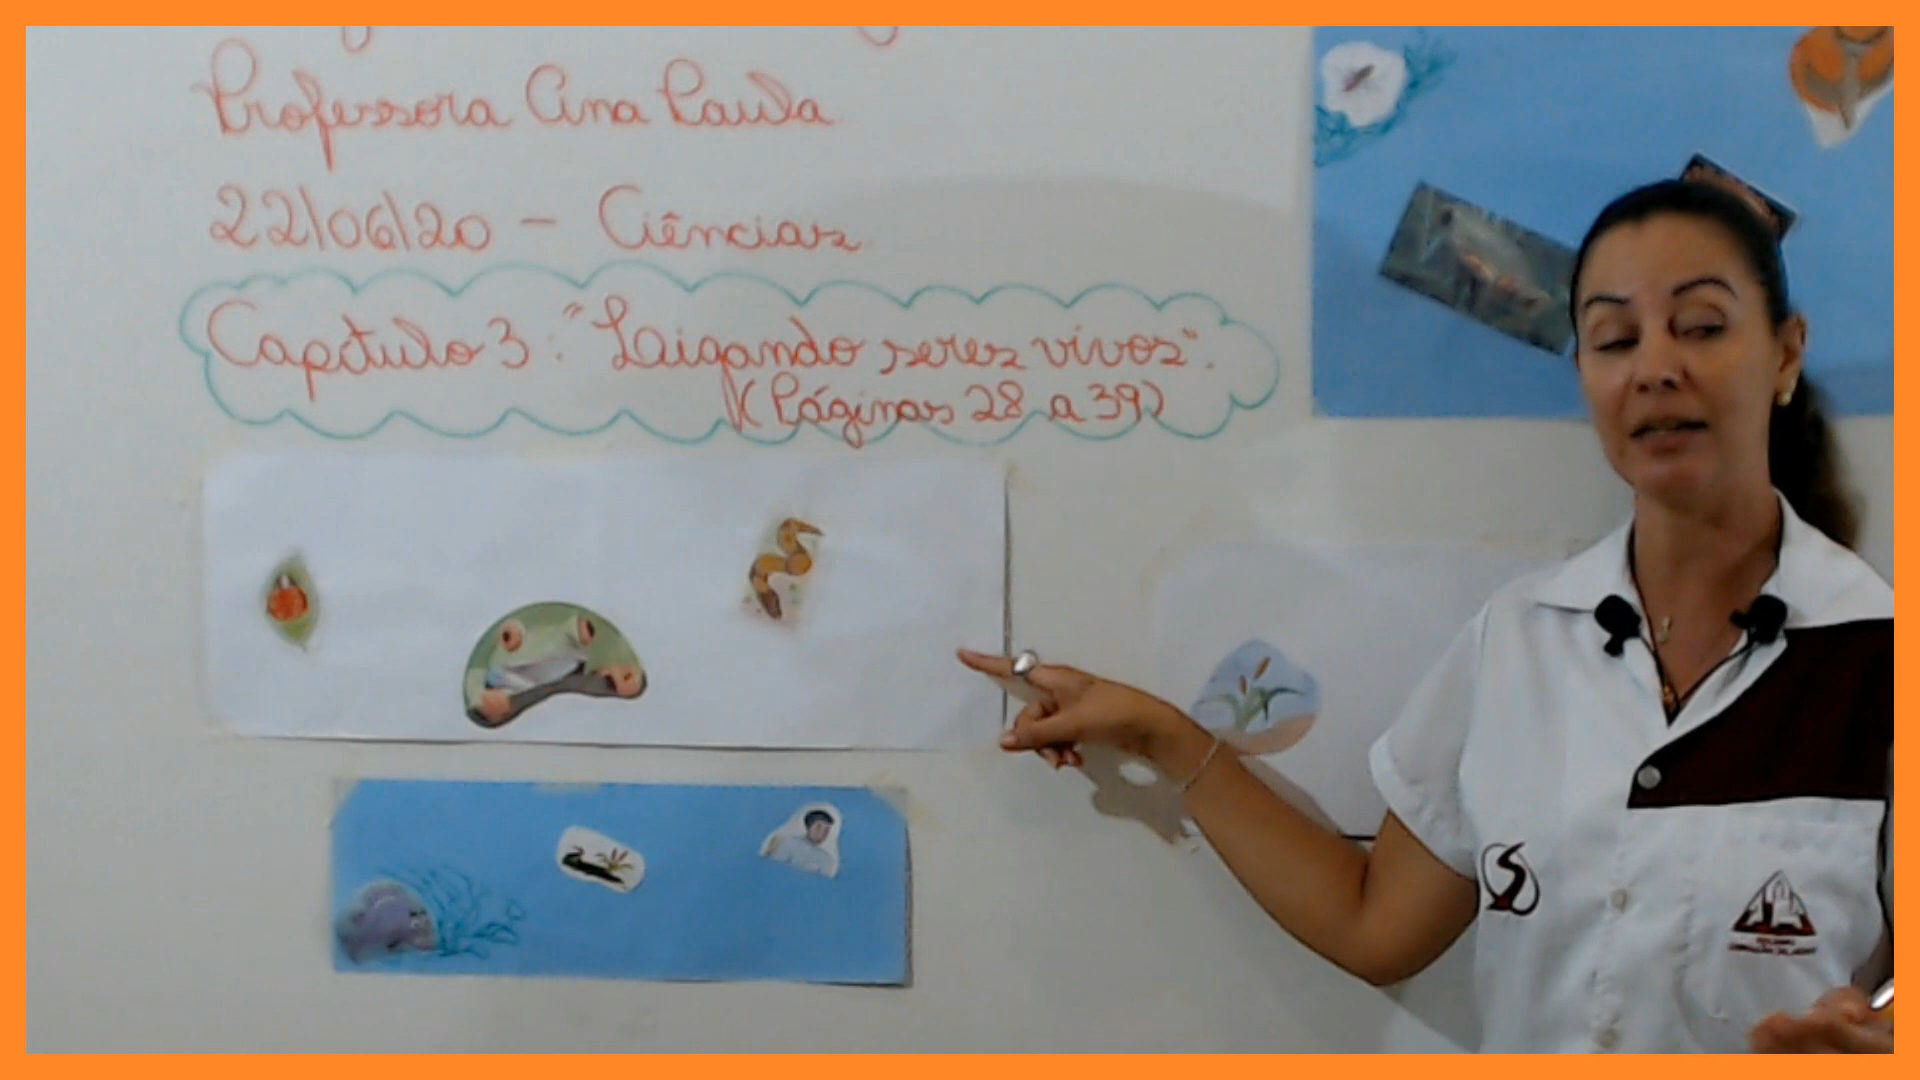 Professora Ana Paula
22/06/20 - Ciências
Capítulo 3: "Ligando seres vivos".
(Páginas 28 a 39)